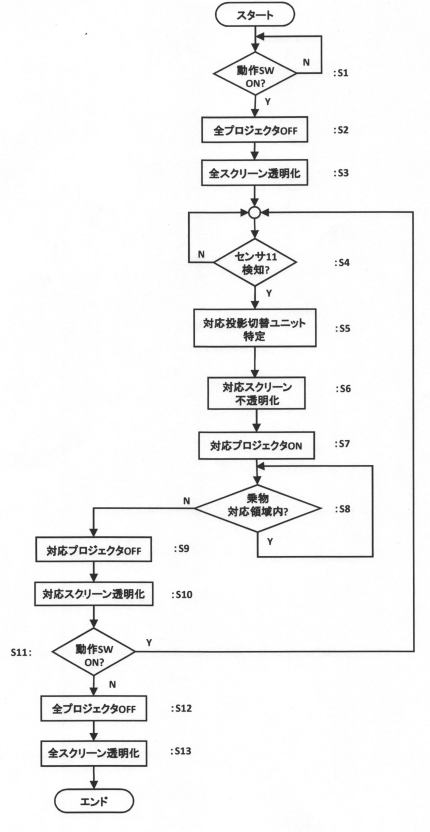 スタート
N
動作SW
ON?
:S1
Y
全プロジェクタOFF
:S2
全スクリーン透明化
:S3
N
センサ11
検知?
:S4
Y
対応投影切替ユニット
特定
:S5
対応スクリーン
不透明化
:S6
対応プロジェクタON
:S7
N
乗物
対応領域内?
:S8
Y
対応プロジェクタOFF
:S9
対応スクリーン透明化
:S10
S11:
動作SW
ON?
Y
N
全プロジェクタOFF
:S12
全スクリーン透明化
:S13
エンド